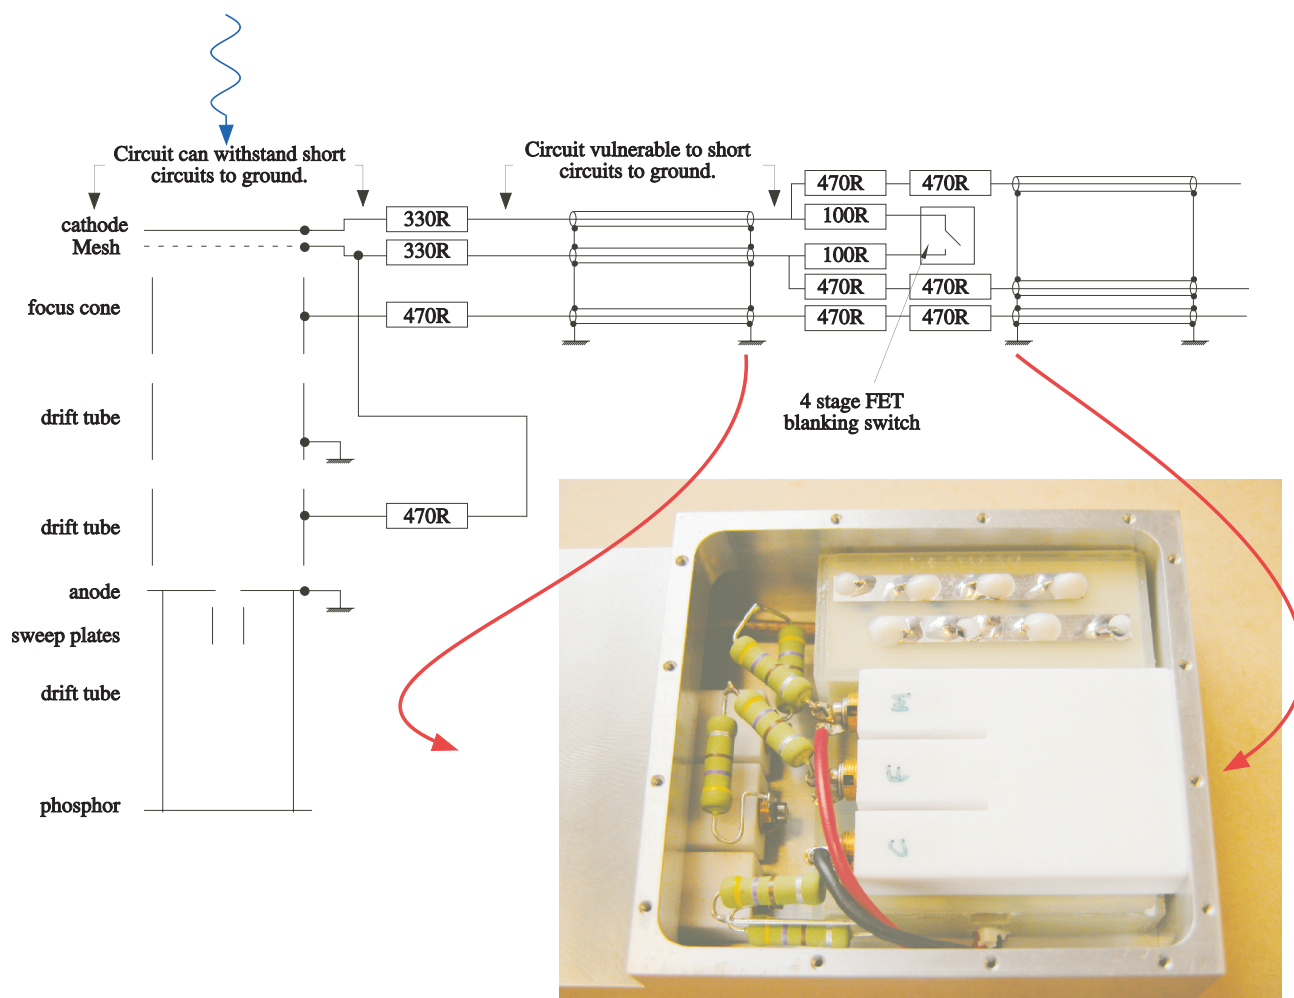 Circuit can withstand short
circuits to ground.
Circuit vulnerable to short
circuits to ground.
470R
470R
cathode
330R
100R
Mesh
330R
100R
focus cone
470R
470R
470R
470R
470R
4 stage FET
blanking switch
drift tube
drift tube
470R
anode
sweep plates
drift tube
phosphor
M
F
C